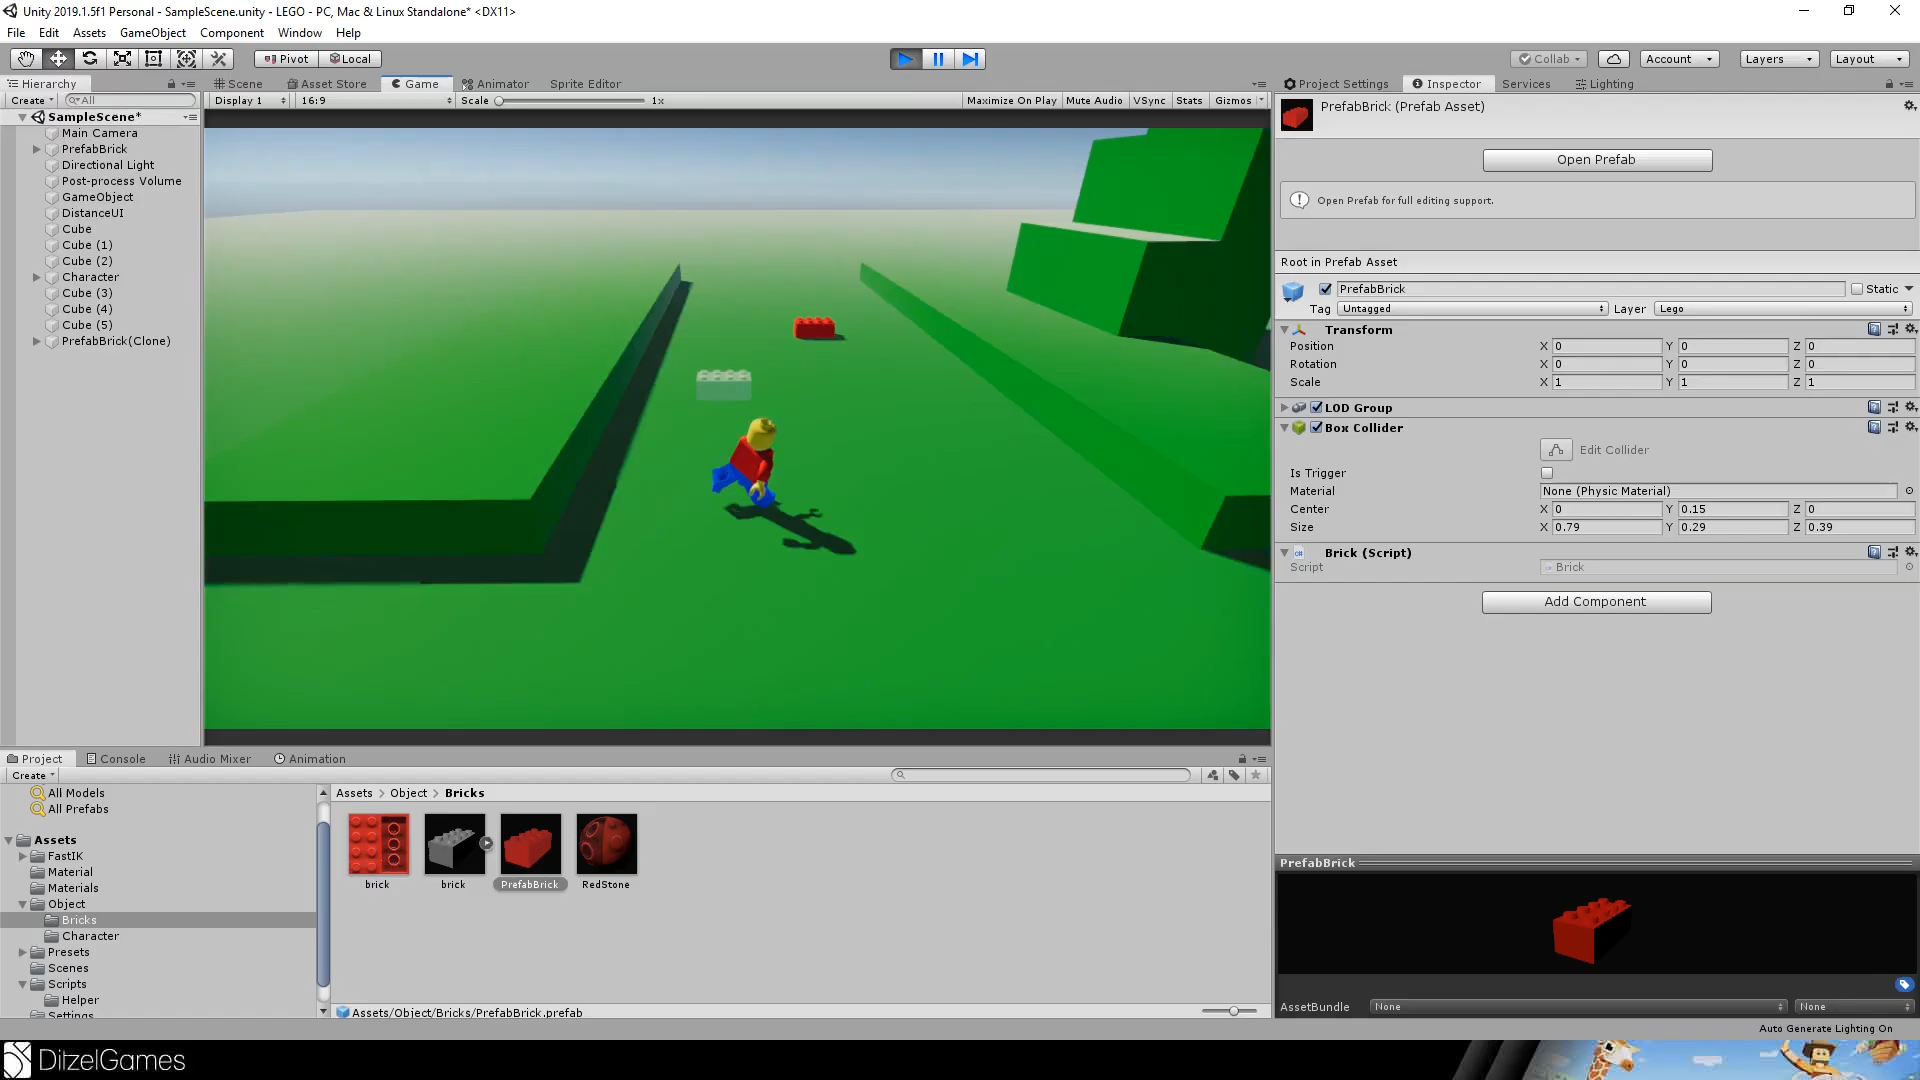 Unity 2019.1.5f1 Personal - SampleScene.unity - LEGO - PC, Mac & Linux Standalone* <DX11>
File Edit Assets GameObject Component Window Help
Pivot Local Collab Account Layers Layout
Hierarchy
Create All
SampleScene*
Main Camera
PrefabBrick
Directional Light
Post-process Volume
GameObject
DistanceUI
Cube
Cube (1)
Cube (2)
Character
Cube (3)
Cube (4)
Cube (5)
PrefabBrick(Clone)
Scene Asset Store Game Animator Sprite Editor
Display 1 16:9 Scale 1x Maximize On Play Mute Audio VSync Stats Gizmos
Project Settings Inspector Services Lighting
PrefabBrick (Prefab Asset)
Open Prefab
Open Prefab for full editing support.
Root in Prefab Asset
PrefabBrick Static
Tag Untagged Layer Lego
Transform
Position X 0 Y 0 Z 0
Rotation X 0 Y 0 Z 0
Scale X 1 Y 1 Z 1
LOD Group
Box Collider
Edit Collider
Is Trigger
Material None (Physic Material)
Center X 0 Y 0.15 Z 0
Size X 0.79 Y 0.29 Z 0.39
Brick (Script)
Script Brick
Add Component
Project Console Audio Mixer Animation
Create
All Models
All Prefabs
Assets
FastIK
Material
Materials
Object
Bricks
Character
Presets
Scenes
Scripts
Helper
Settings
Assets > Object > Bricks
brick brick PrefabBrick RedStone
Assets/Object/Bricks/PrefabBrick.prefab
PrefabBrick
AssetBundle None None
Auto Generate Lighting On
DitzelGames